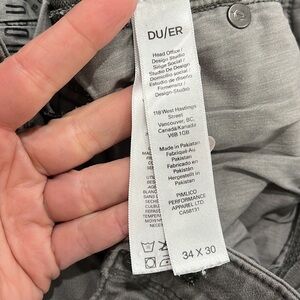 DU/ER
Head Office/
Design Studio
Siège Social /
Studio De Design
Domicilio social
Estudio de diseño
Firmensitz /
Design-Studio
118 West Hastings
Street
Vancouver, BC,
Canada/Kanada
V6B 1G8
Made in Pakistan
Fabriqué Au
Pakistan
Fabricado en
Pakistán
Hergestellt in
Pakistan
PIMLICO
PERFORMANCE
APPAREL LTD.
CA58131
34 X 30